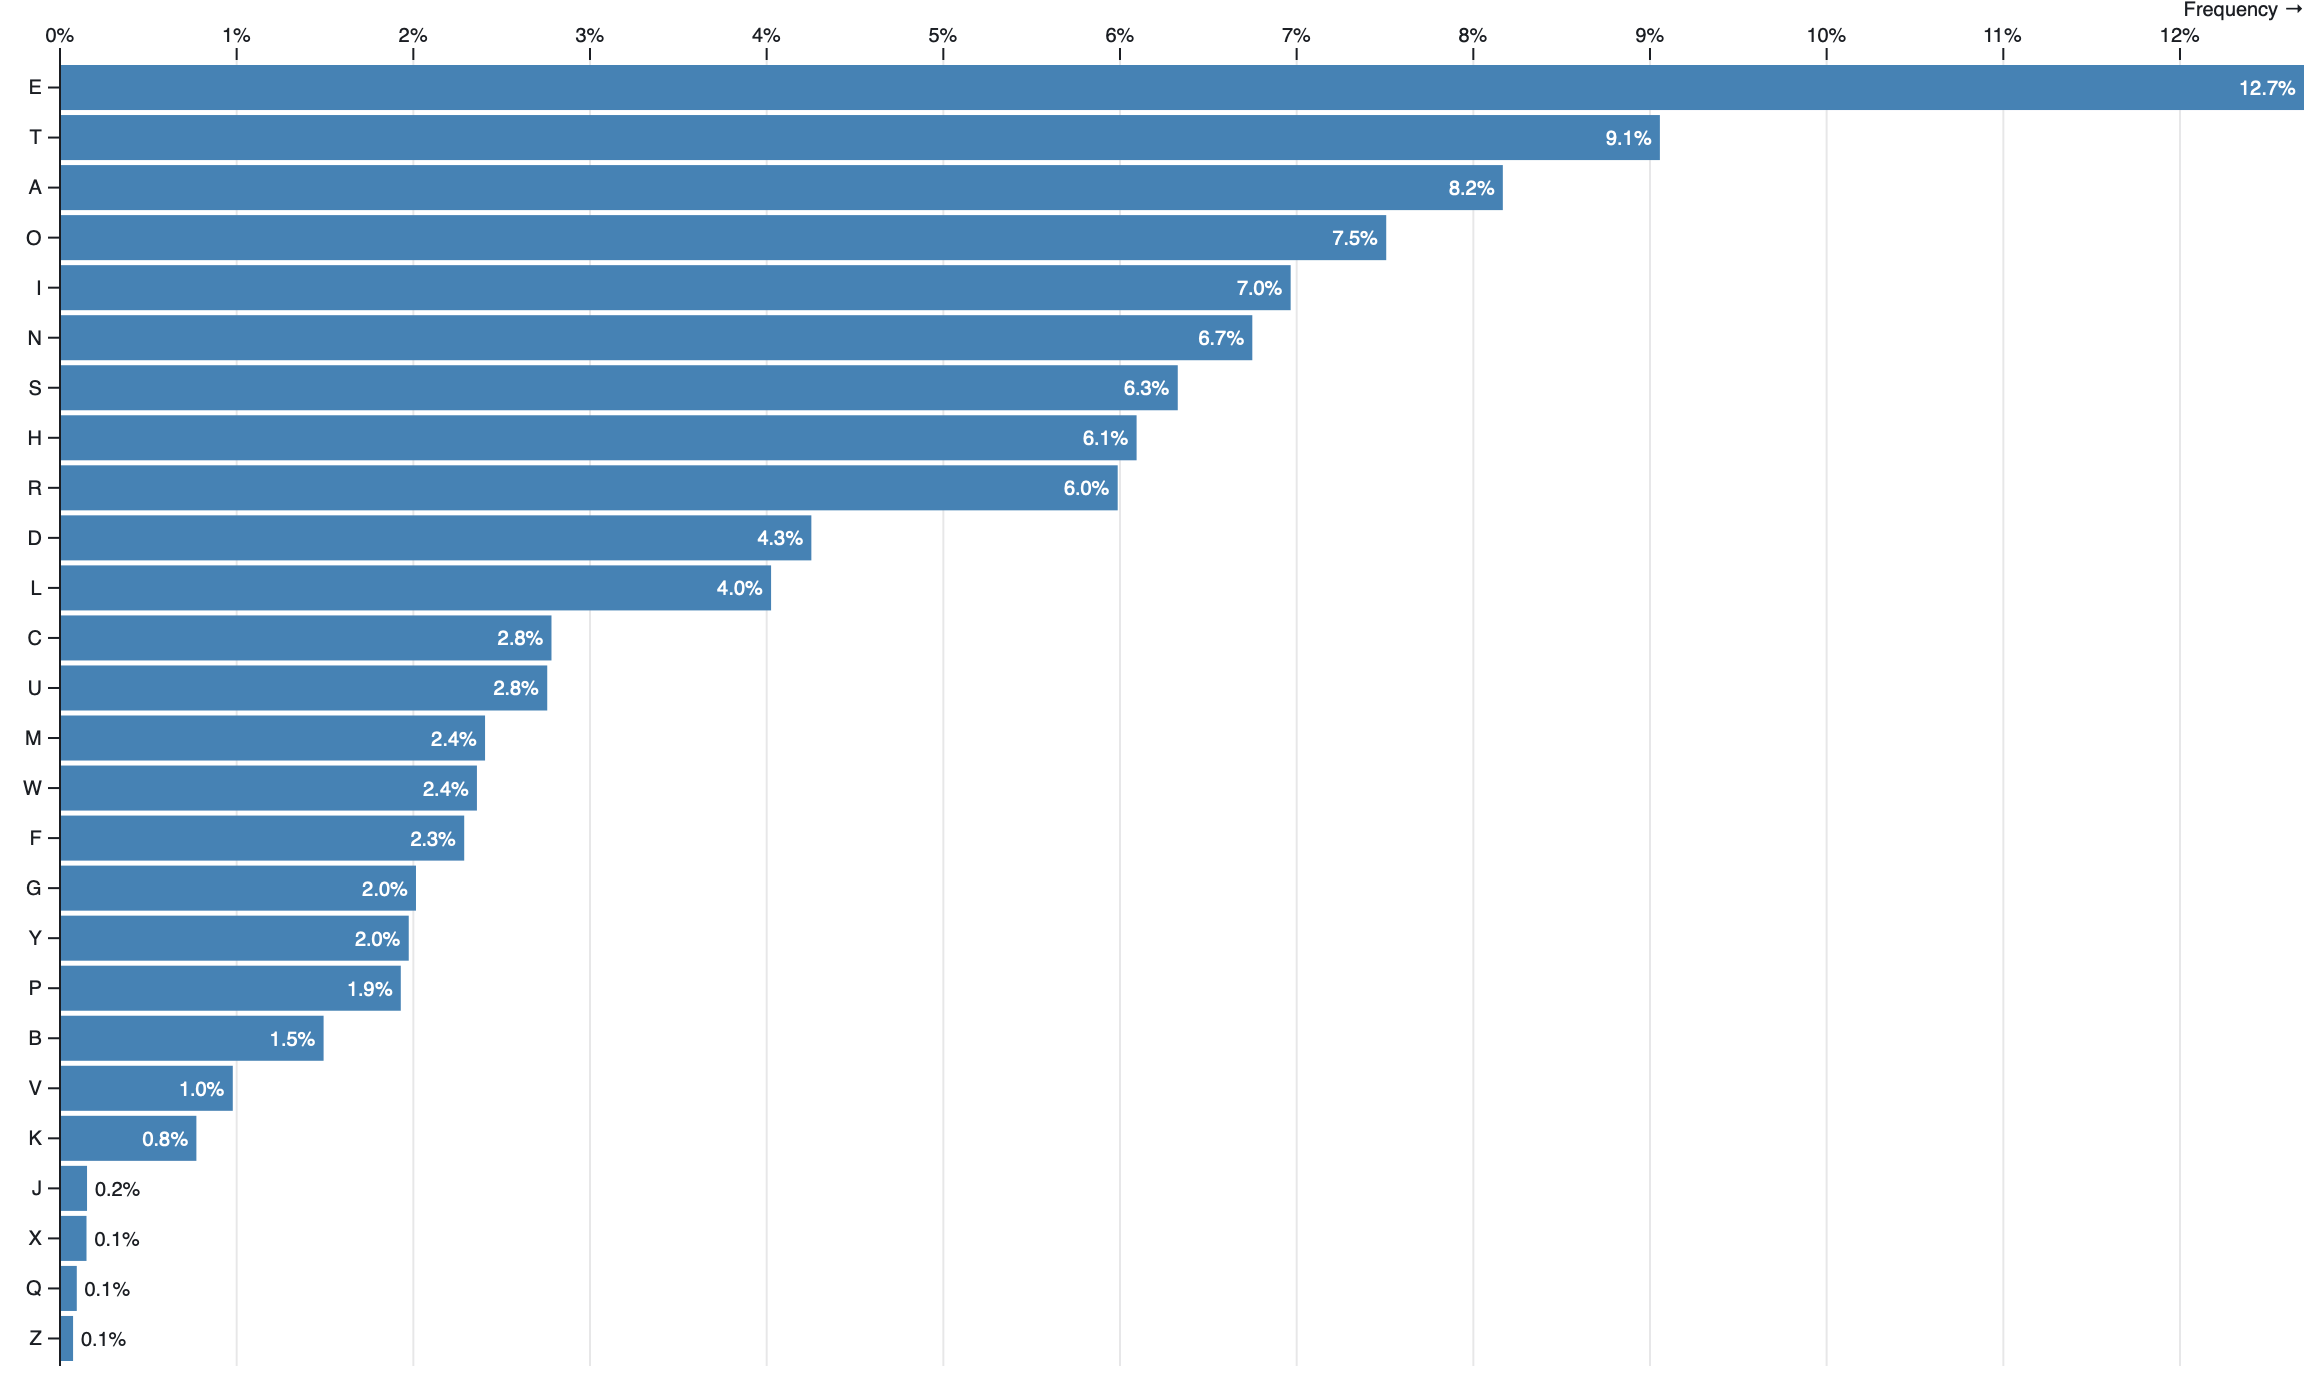 Frequency →
0% 1% 2% 3% 4% 5% 6% 7% 8% 9% 10% 11% 12%
E 12.7%
T 9.1%
A 8.2%
O 7.5%
I 7.0%
N 6.7%
S 6.3%
H 6.1%
R 6.0%
D 4.3%
L 4.0%
C 2.8%
U 2.8%
M 2.4%
W 2.4%
F 2.3%
G 2.0%
Y 2.0%
P 1.9%
B 1.5%
V 1.0%
K 0.8%
J 0.2%
X 0.1%
Q 0.1%
Z 0.1%